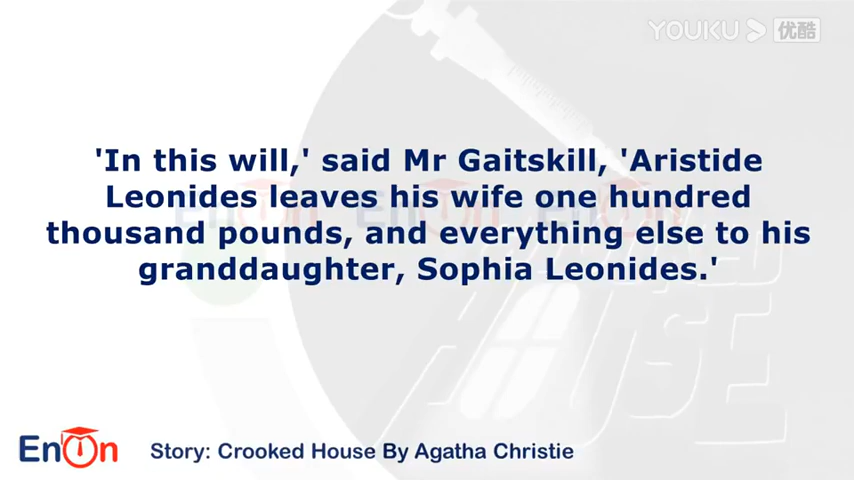 YOUKU 优酷
'In this will,' said Mr Gaitskill, 'Aristide
Leonides leaves his wife one hundred
thousand pounds, and everything else to his
granddaughter, Sophia Leonides.'
EnOn
Story: Crooked House By Agatha Christie